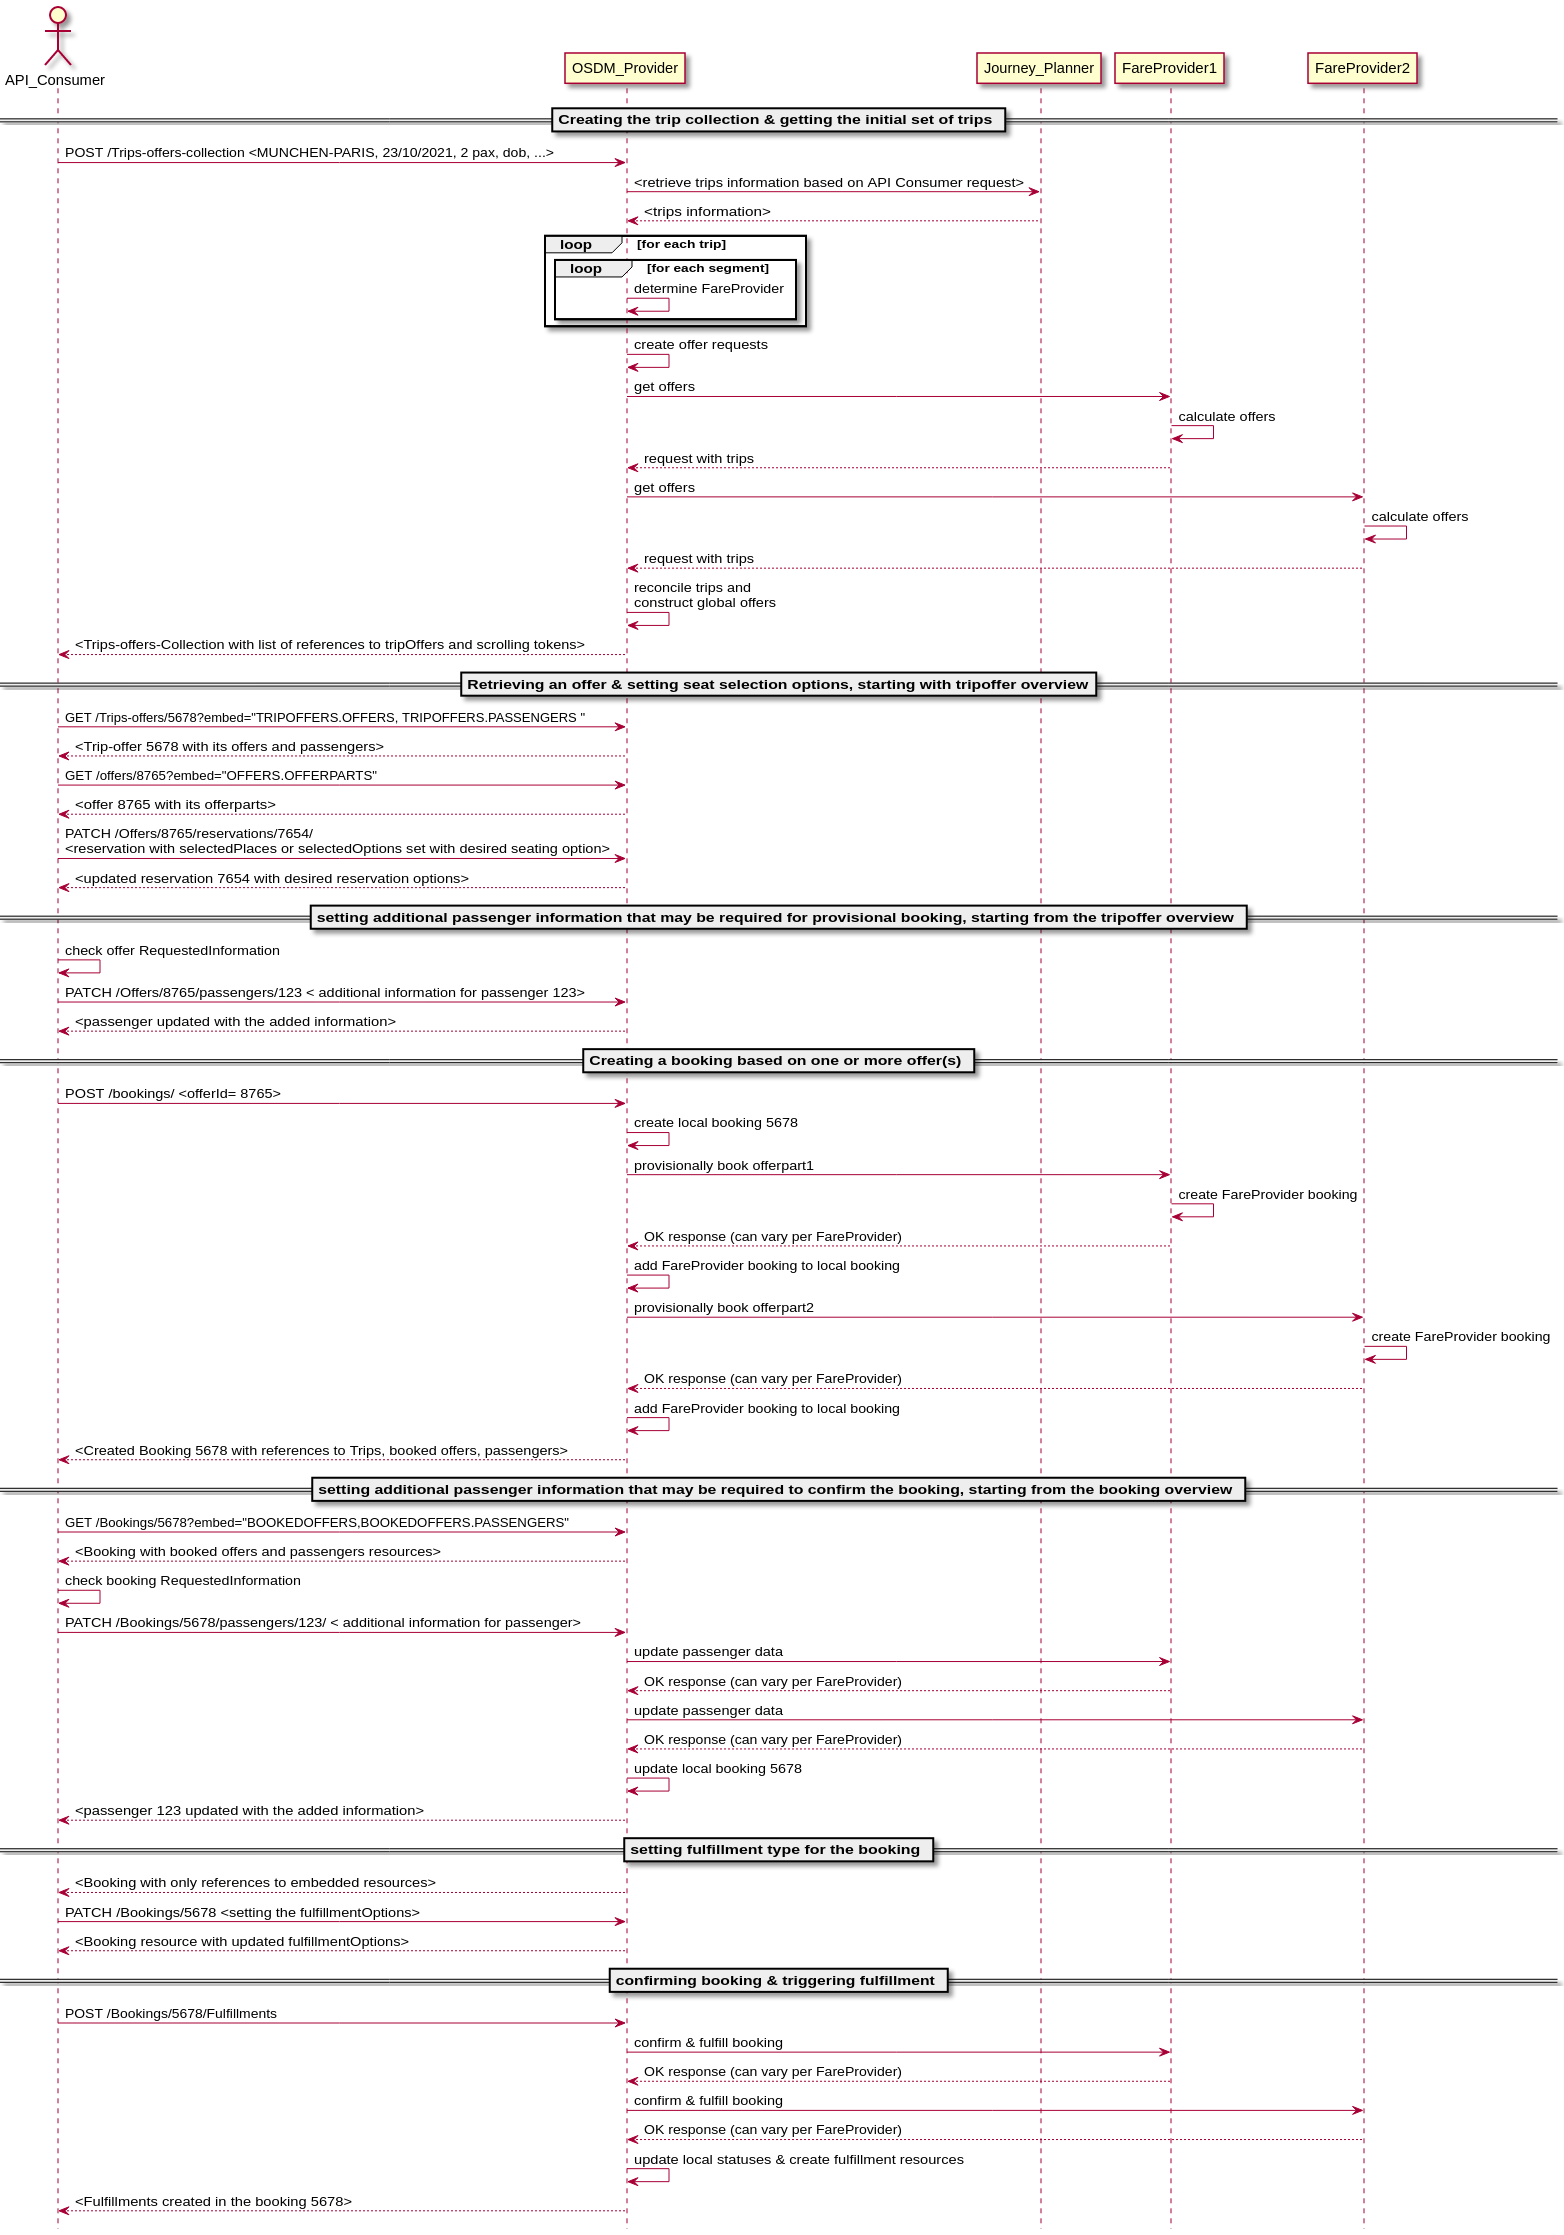 API_Consumer
OSDM_Provider
Journey_Planner
FareProvider1
FareProvider2
Creating the trip collection & getting the initial set of trips
POST /Trips-offers-collection <MUNCHEN-PARIS, 23/10/2021, 2 pax, dob, ...>
<retrieve trips information based on API Consumer request>
<trips information>
loop
[for each trip]
loop
[for each segment]
determine FareProvider
create offer requests
get offers
calculate offers
request with trips
get offers
calculate offers
request with trips
reconcile trips and
construct global offers
<Trips-offers-Collection with list of references to tripOffers and scrolling tokens>
Retrieving an offer & setting seat selection options, starting with tripoffer overview
GET /Trips-offers/5678?embed="TRIPOFFERS.OFFERS, TRIPOFFERS.PASSENGERS "
<Trip-offer 5678 with its offers and passengers>
GET /offers/8765?embed="OFFERS.OFFERPARTS"
<offer 8765 with its offerparts>
PATCH /Offers/8765/reservations/7654/
<reservation with selectedPlaces or selectedOptions set with desired seating option>
<updated reservation 7654 with desired reservation options>
setting additional passenger information that may be required for provisional booking, starting from the tripoffer overview
check offer RequestedInformation
PATCH /Offers/8765/passengers/123 < additional information for passenger 123>
<passenger updated with the added information>
Creating a booking based on one or more offer(s)
POST /bookings/ <offerId= 8765>
create local booking 5678
provisionally book offerpart1
create FareProvider booking
OK response (can vary per FareProvider)
add FareProvider booking to local booking
provisionally book offerpart2
create FareProvider booking
OK response (can vary per FareProvider)
add FareProvider booking to local booking
<Created Booking 5678 with references to Trips, booked offers, passengers>
setting additional passenger information that may be required to confirm the booking, starting from the booking overview
GET /Bookings/5678?embed="BOOKEDOFFERS,BOOKEDOFFERS.PASSENGERS"
<Booking with booked offers and passengers resources>
check booking RequestedInformation
PATCH /Bookings/5678/passengers/123/ < additional information for passenger>
update passenger data
OK response (can vary per FareProvider)
update passenger data
OK response (can vary per FareProvider)
update local booking 5678
<passenger 123 updated with the added information>
setting fulfillment type for the booking
<Booking with only references to embedded resources>
PATCH /Bookings/5678 <setting the fulfillmentOptions>
<Booking resource with updated fulfillmentOptions>
confirming booking & triggering fulfillment
POST /Bookings/5678/Fulfillments
confirm & fulfill booking
OK response (can vary per FareProvider)
confirm & fulfill booking
OK response (can vary per FareProvider)
update local statuses & create fulfillment resources
<Fulfillments created in the booking 5678>